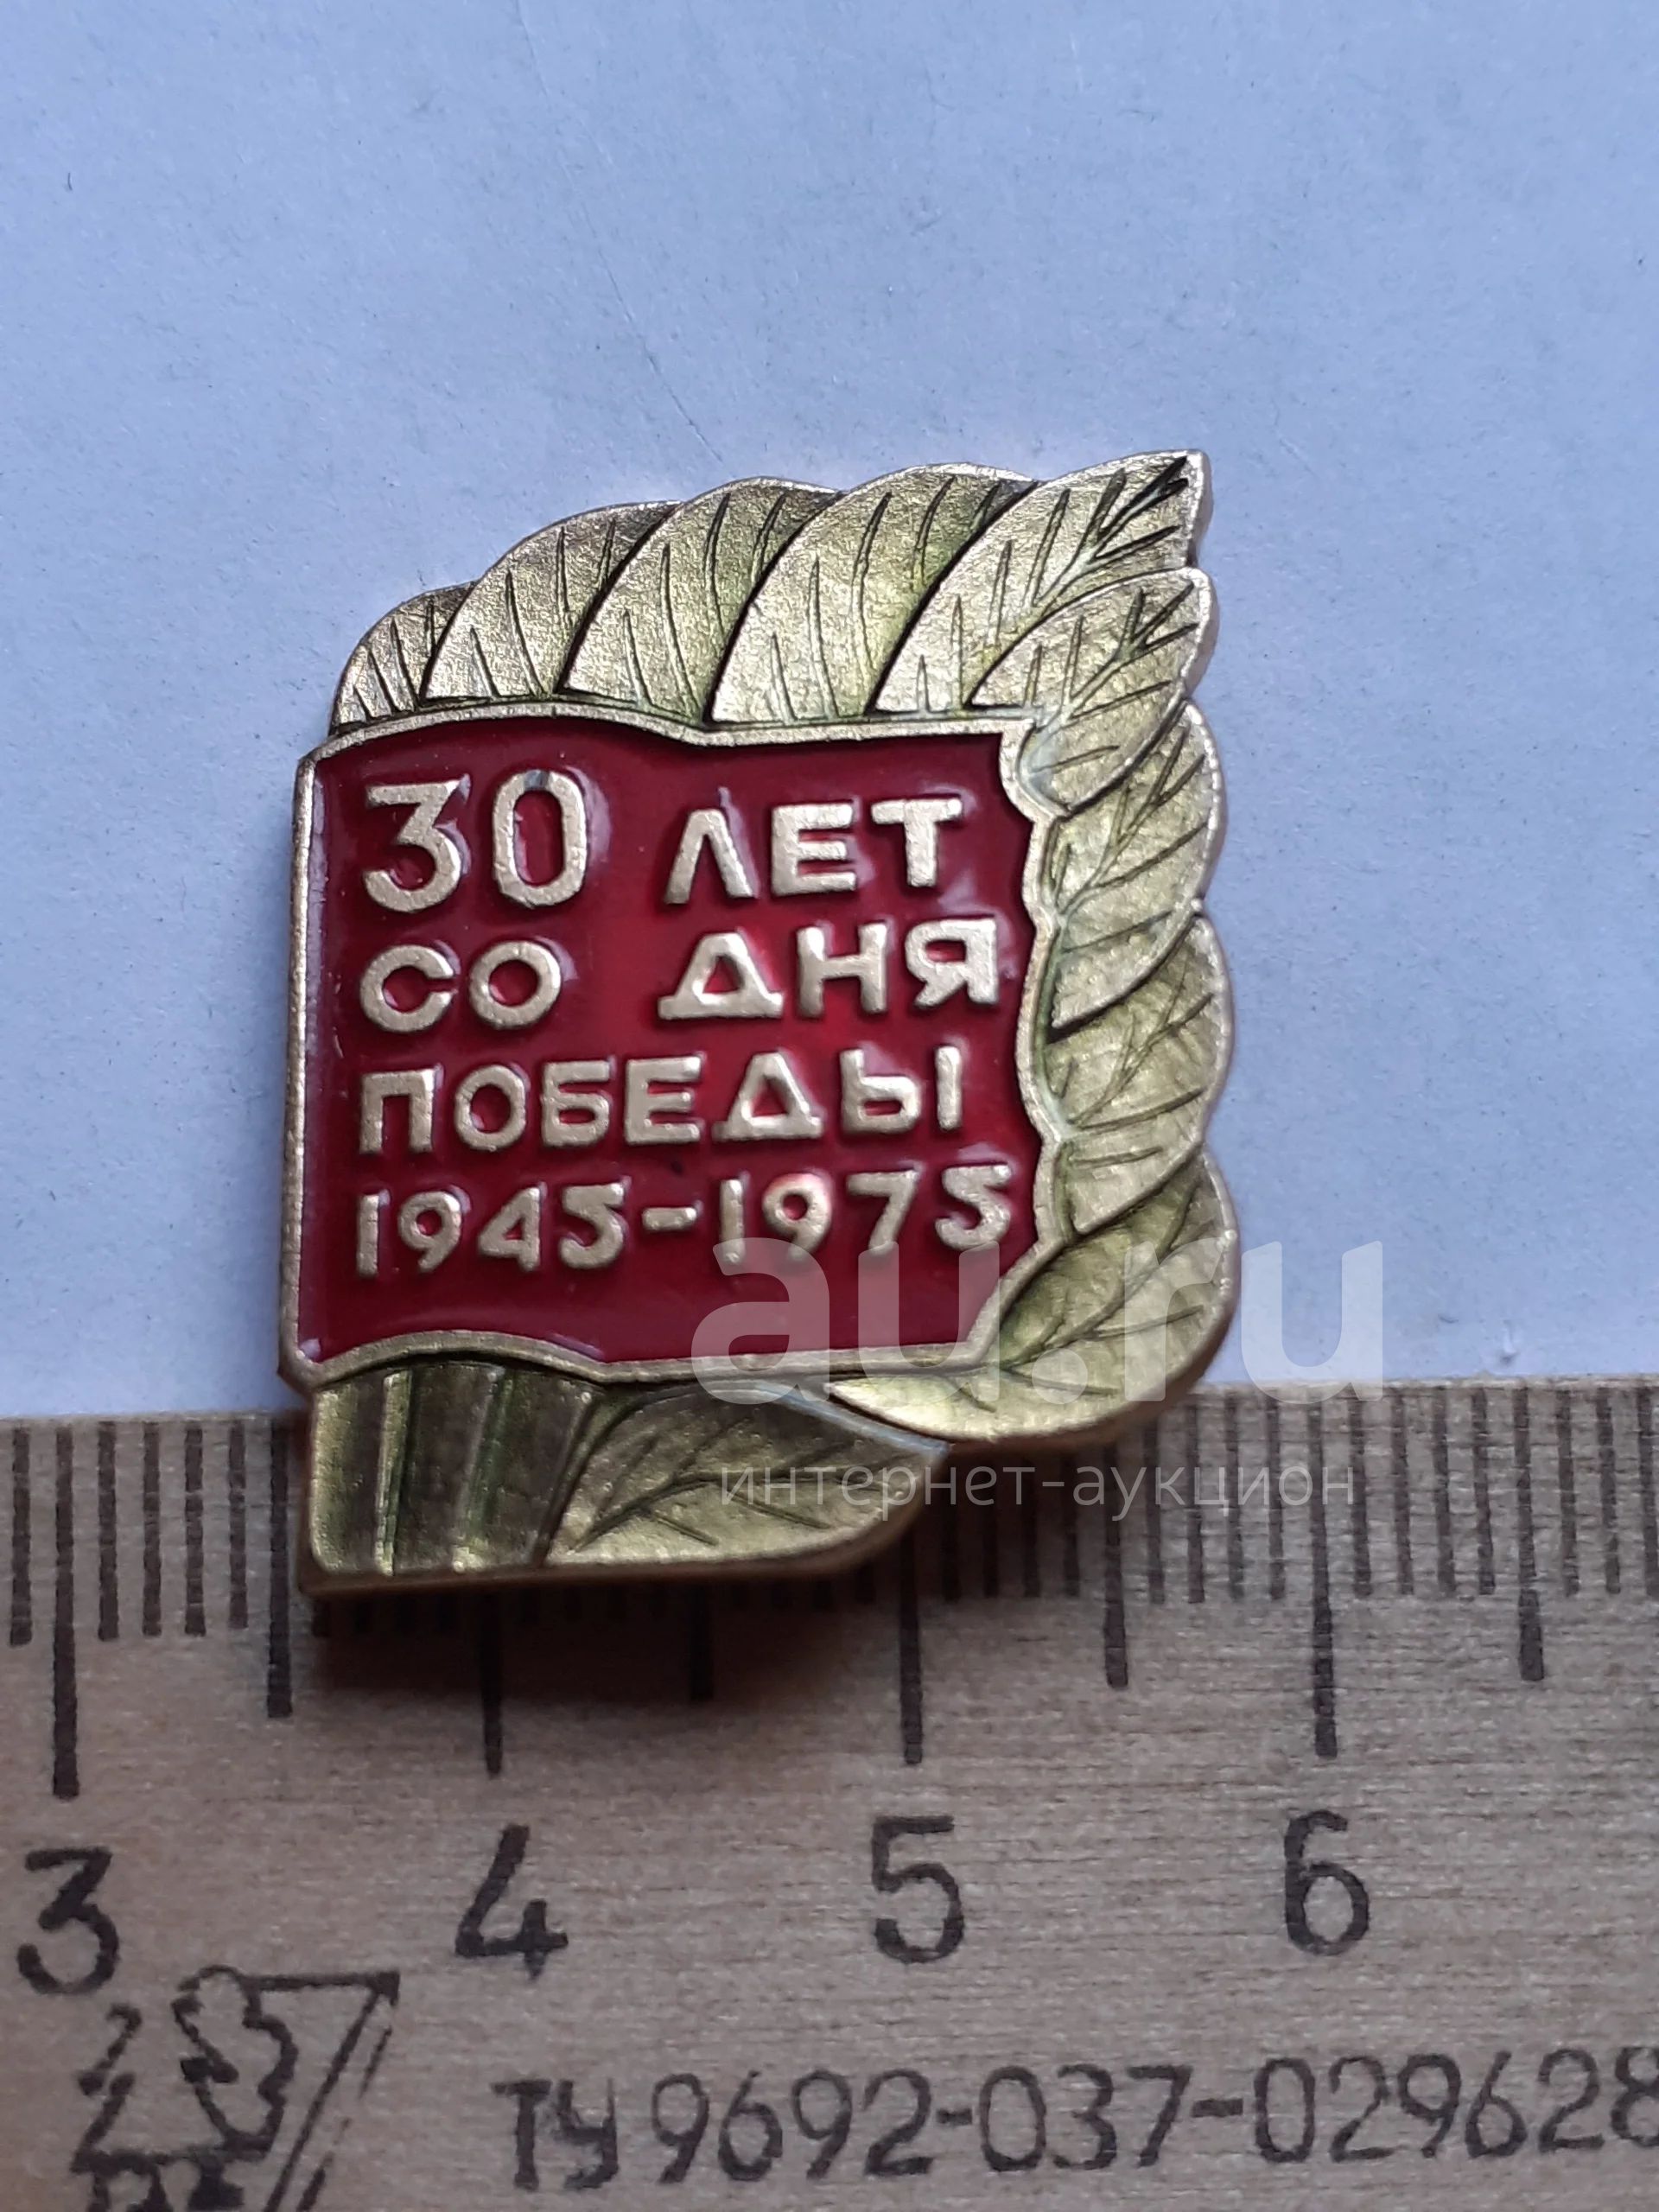 30 ЛЕТ
СО ДНЯ
ПОБЕДЫ
1945-1975
au.ru
интернет-аукцион
3 4 5 6
ТУ 9692-037-029628